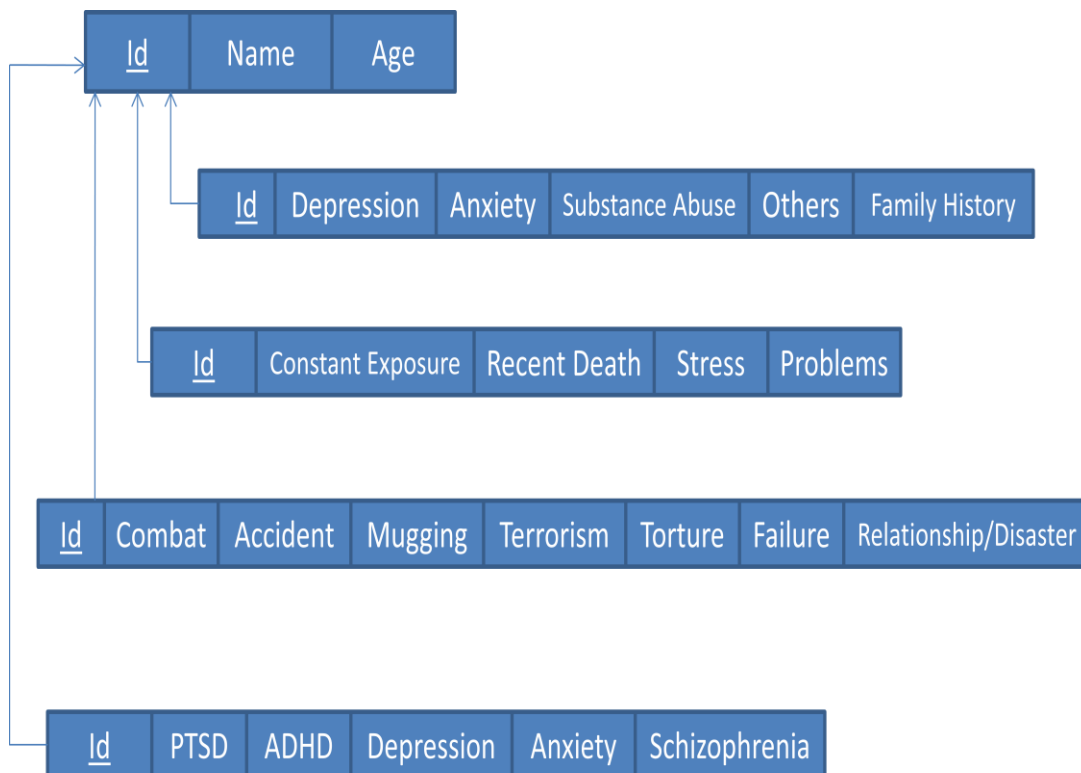 Id Name Age
Id Depression Anxiety Substance Abuse Others Family History
Id Constant Exposure Recent Death Stress Problems
Id Combat Accident Mugging Terrorism Torture Failure Relationship/Disaster
Id PTSD ADHD Depression Anxiety Schizophrenia